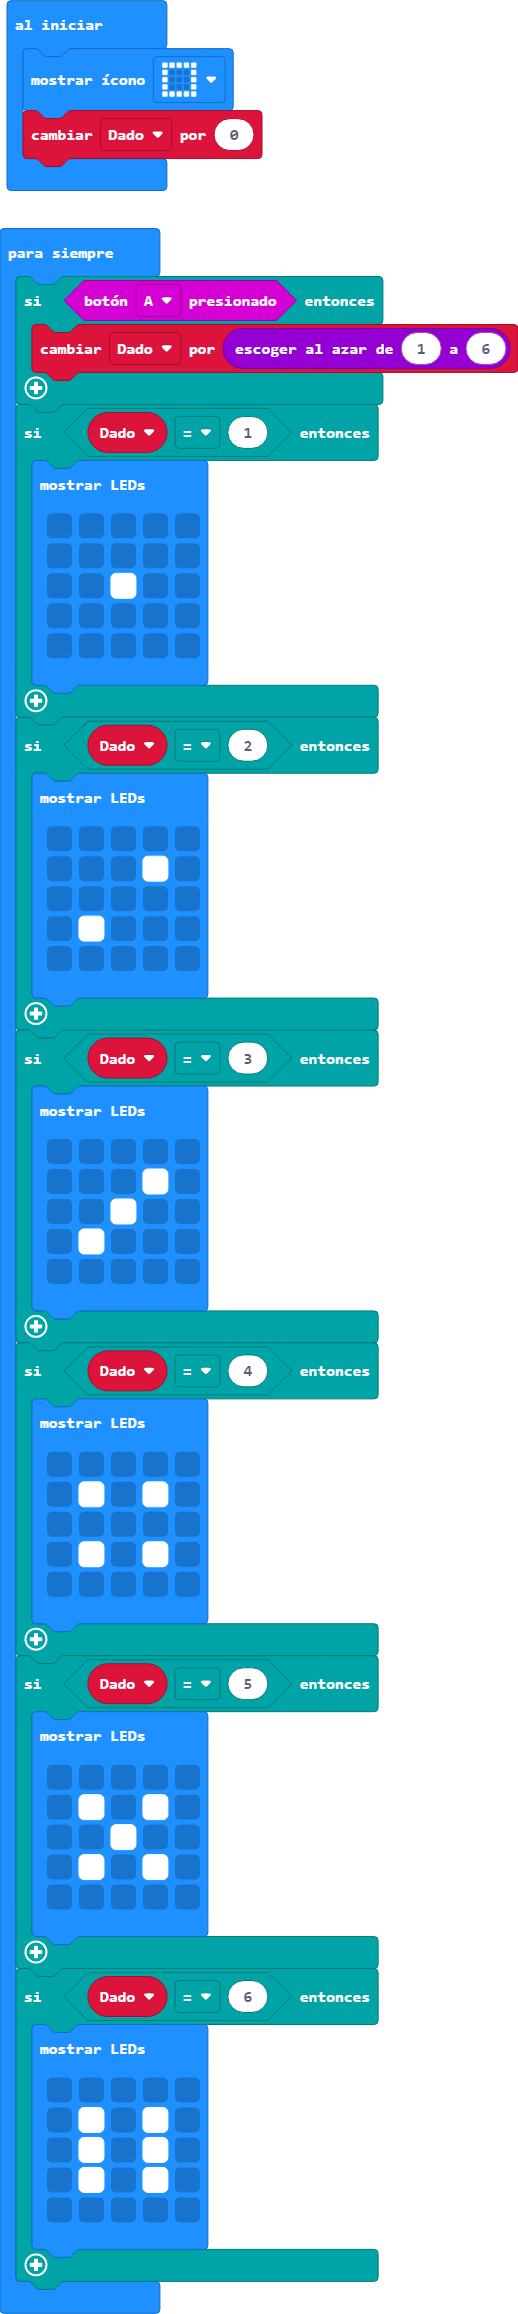 al iniciar
mostrar ícono
cambiar Dado por 0
para siempre
si botón A presionado entonces
cambiar Dado por escoger al azar de 1 a 6
si Dado = 1 entonces
mostrar LEDs
si Dado = 2 entonces
mostrar LEDs
si Dado = 3 entonces
mostrar LEDs
si Dado = 4 entonces
mostrar LEDs
si Dado = 5 entonces
mostrar LEDs
si Dado = 6 entonces
mostrar LEDs